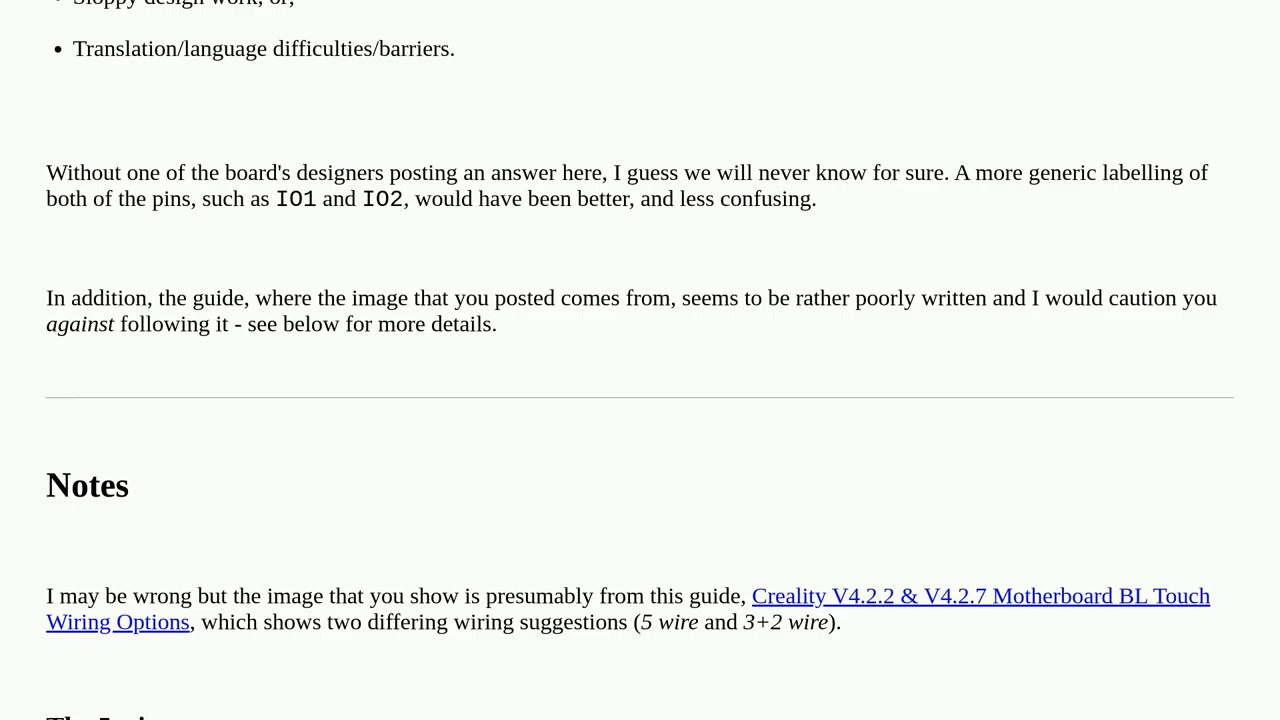 Sloppy design work, or;
Translation/language difficulties/barriers.
Without one of the board's designers posting an answer here, I guess we will never know for sure. A more generic labelling of
both of the pins, such as IO1 and IO2, would have been better, and less confusing.
In addition, the guide, where the image that you posted comes from, seems to be rather poorly written and I would caution you
against following it - see below for more details.
Notes
I may be wrong but the image that you show is presumably from this guide, Creality V4.2.2 & V4.2.7 Motherboard BL Touch
Wiring Options, which shows two differing wiring suggestions (5 wire and 3+2 wire).